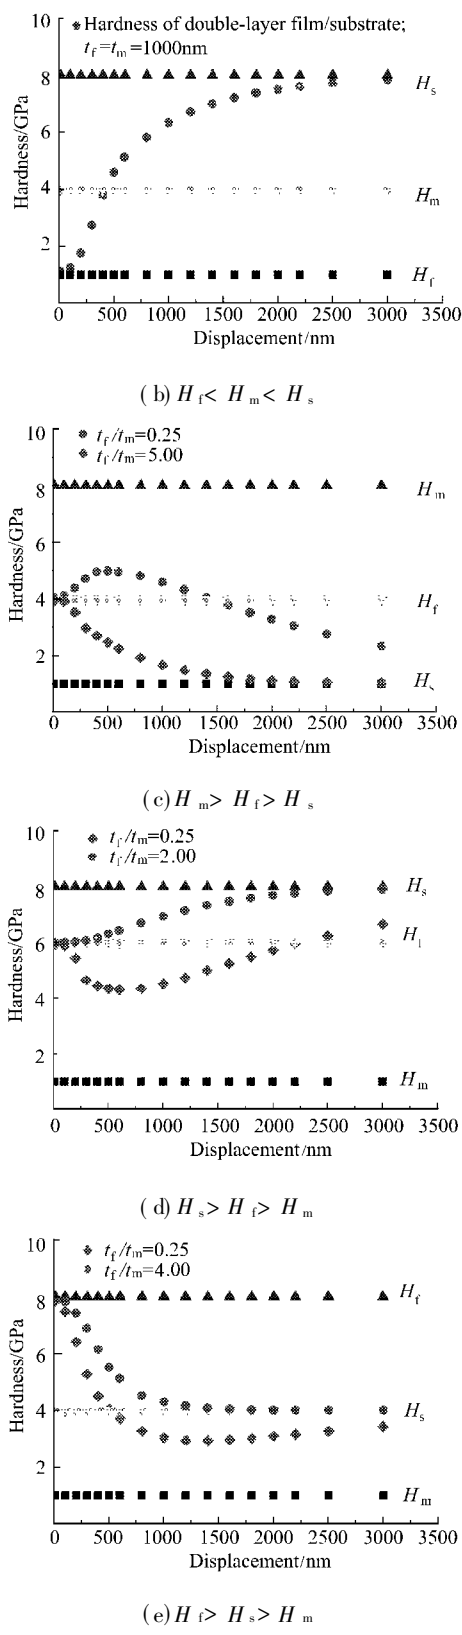 Hardness of double-layer film/substrate;
t_f=t_m=1000nm
10
8
6
4
2
Hardness/GPa
H_s
H_m
H_f
0 500 1000 1500 2000 2500 3000 3500
Displacement/nm
(b) H_f< H_m< H_s
t_f/t_m=0.25
t_f/t_m=5.00
10
8
6
4
2
Hardness/GPa
H_m
H_f
0 500 1000 1500 2000 2500 3000 3500
Displacement/nm
(c) H_m> H_f> H_s
t_f/t_m=0.25
t_f/t_m=2.00
10
8
6
4
2
Hardness/GPa
H_s
H_m
0 500 1000 1500 2000 2500 3000 3500
Displacement/nm
(d) H_s> H_f> H_m
t_f/t_m=0.25
t_f/t_m=4.00
10
8
6
4
2
Hardness/GPa
H_f
H_s
H_m
0 500 1000 1500 2000 2500 3000 3500
Displacement/nm
(e) H_f> H_s> H_m